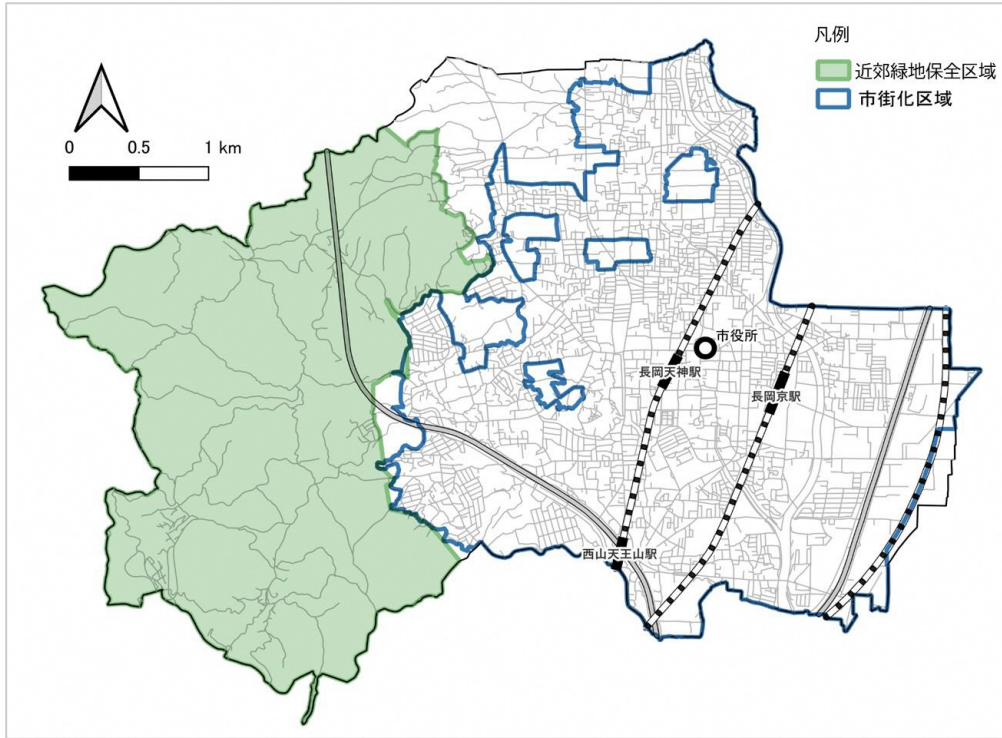 凡例
近郊緑地保全区域
市街化区域
0 0.5 1 km
市役所
長岡天神駅
長岡京駅
西山天王山駅